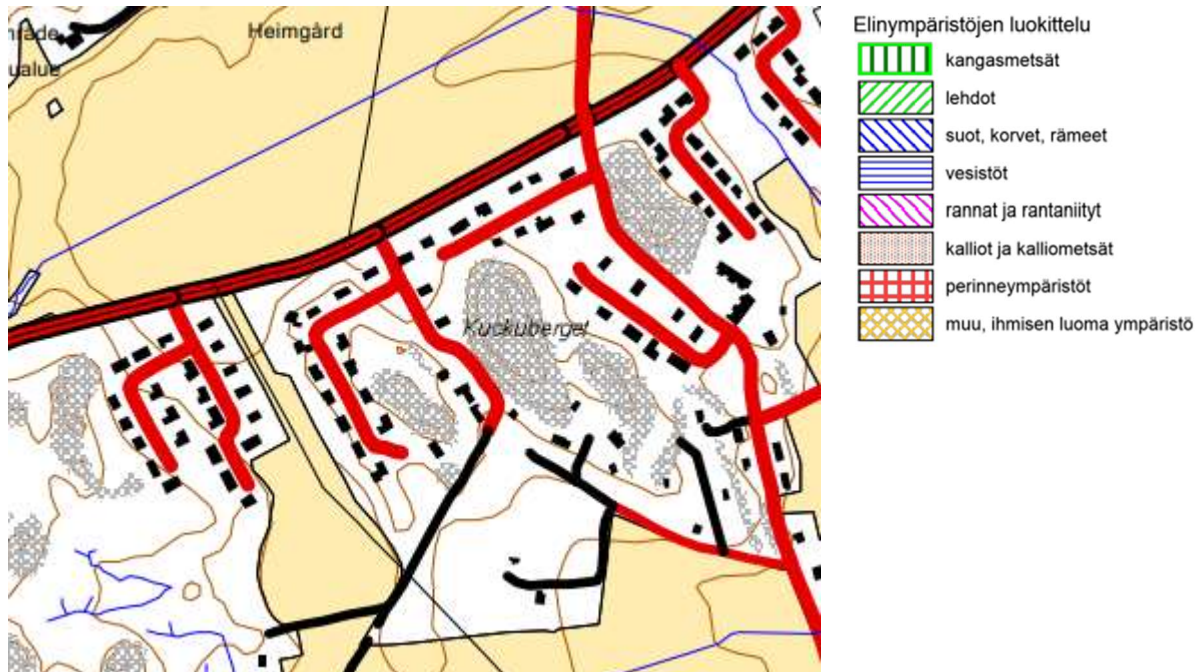 Heimgård
Kuckuberget
Elinympäristöjen luokittelu
kangasmetsät
lehdot
suot, korvet, rämeet
vesistöt
rannat ja rantaniityt
kalliot ja kalliometsät
perinneympäristöt
muu, ihmisen luoma ympäristö